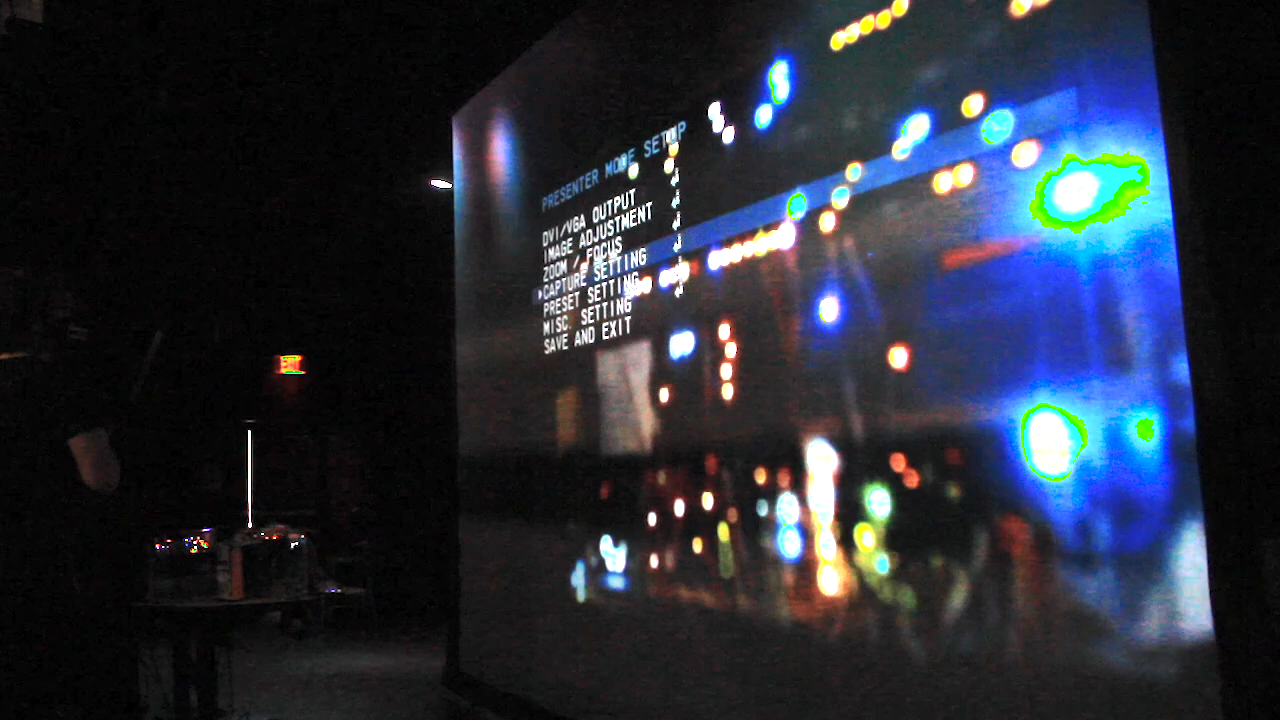 PRESENTER MODE SETUP
DVI/VGA OUTPUT
IMAGE ADJUSTMENT
ZOOM / FOCUS
CAPTURE SETTING
PRESET SETTING
MISC. SETTING
SAVE AND EXIT
EXIT